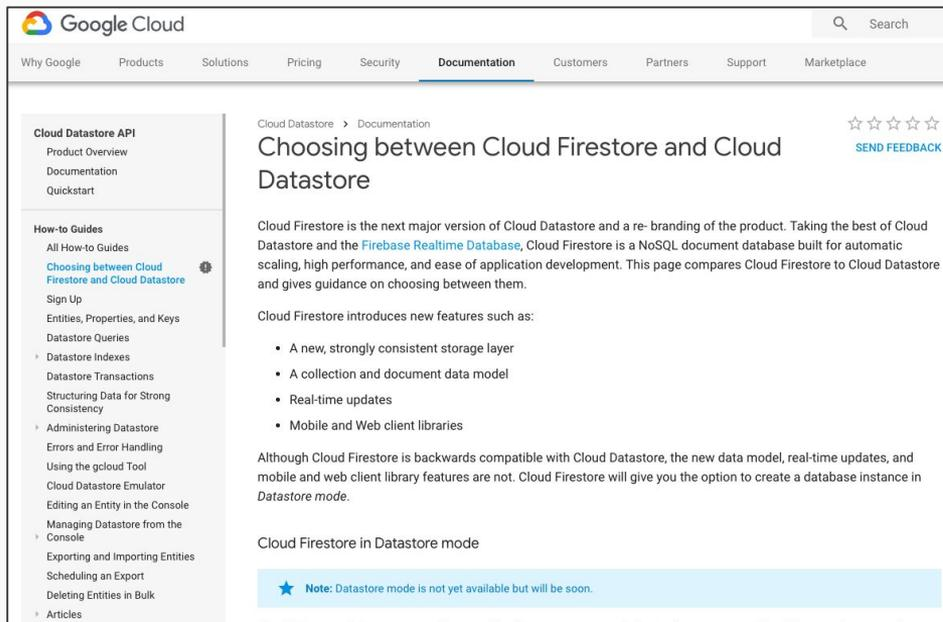 Google Cloud
Search
Why Google Products Solutions Pricing Security Documentation Customers Partners Support Marketplace
Cloud Datastore API
Product Overview
Documentation
Quickstart
How-to Guides
All How-to Guides
Choosing between Cloud
Firestore and Cloud Datastore
Sign Up
Entities, Properties, and Keys
Datastore Queries
Datastore Indexes
Datastore Transactions
Structuring Data for Strong
Consistency
Administering Datastore
Errors and Error Handling
Using the gcloud Tool
Cloud Datastore Emulator
Editing an Entity in the Console
Managing Datastore from the
Console
Exporting and Importing Entities
Scheduling an Export
Deleting Entities in Bulk
Articles
Cloud Datastore > Documentation
SEND FEEDBACK
Choosing between Cloud Firestore and Cloud
Datastore
Cloud Firestore is the next major version of Cloud Datastore and a re- branding of the product. Taking the best of Cloud
Datastore and the Firebase Realtime Database, Cloud Firestore is a NoSQL document database built for automatic
scaling, high performance, and ease of application development. This page compares Cloud Firestore to Cloud Datastore
and gives guidance on choosing between them.
Cloud Firestore introduces new features such as:
• A new, strongly consistent storage layer
• A collection and document data model
• Real-time updates
• Mobile and Web client libraries
Although Cloud Firestore is backwards compatible with Cloud Datastore, the new data model, real-time updates, and
mobile and web client library features are not. Cloud Firestore will give you the option to create a database instance in
Datastore mode.
Cloud Firestore in Datastore mode
Note: Datastore mode is not yet available but will be soon.